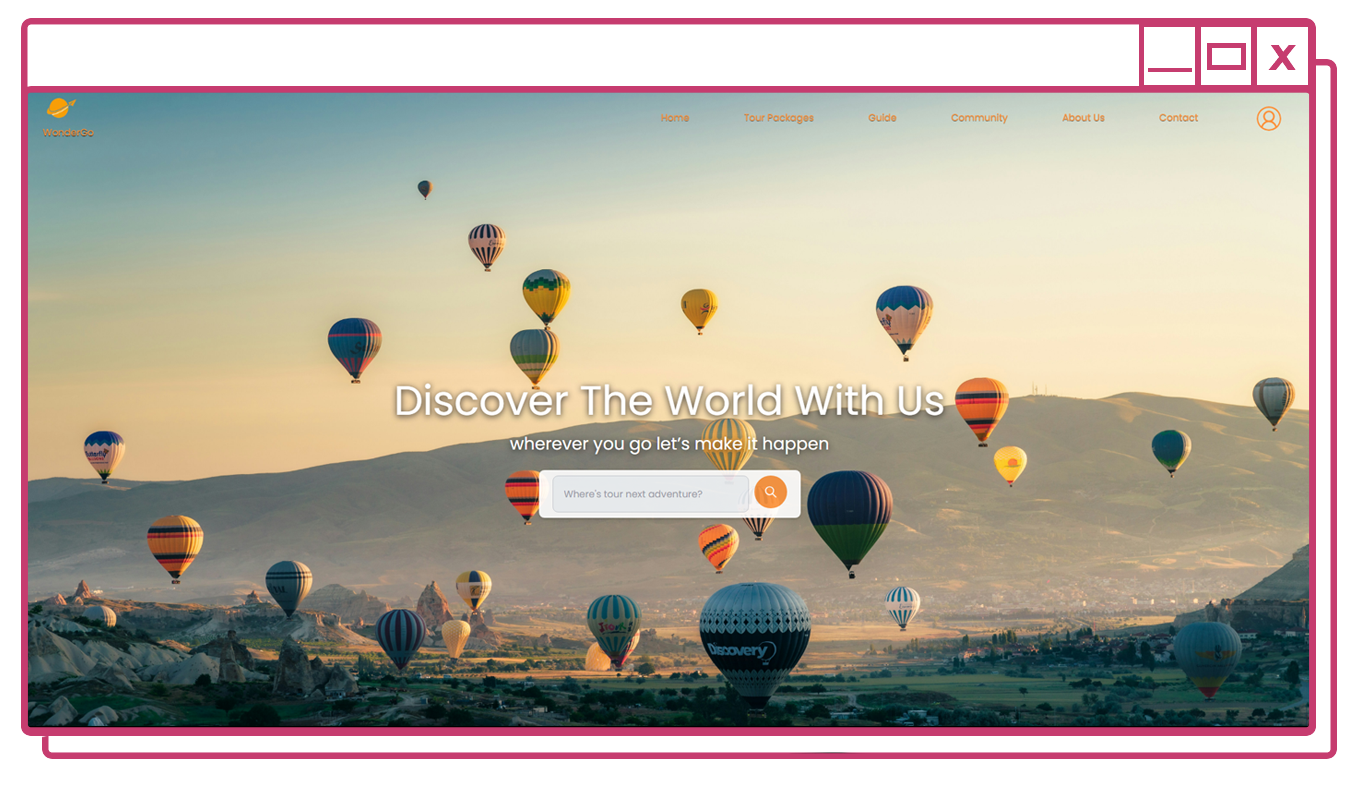 X
WonderGo
Home
Tour Packages
Guide
Community
About Us
Contact
Discover The World With Us
wherever you go let’s make it happen
Where's tour next adventure?
Discovery